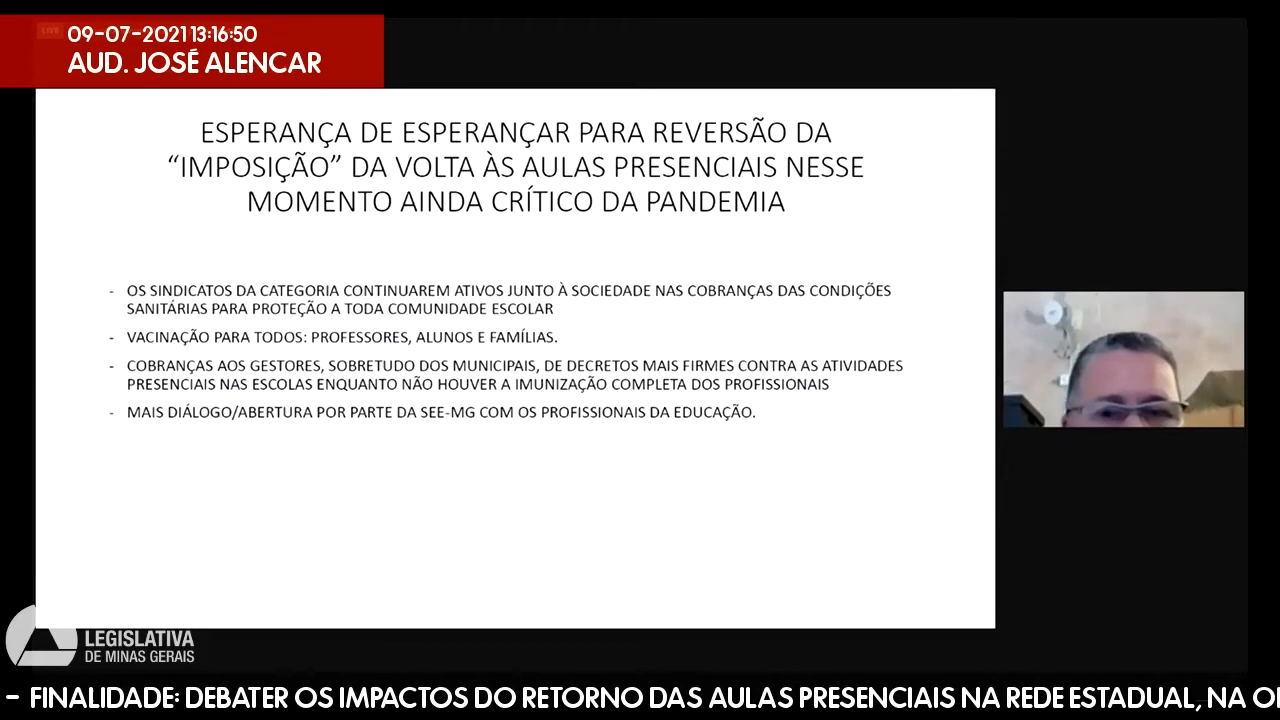 LIVE
09-07-2021 13:16:50
AUD. JOSÉ ALENCAR
ESPERANÇA DE ESPERANÇAR PARA REVERSÃO DA
“IMPOSIÇÃO” DA VOLTA ÀS AULAS PRESENCIAIS NESSE
MOMENTO AINDA CRÍTICO DA PANDEMIA
- OS SINDICATOS DA CATEGORIA CONTINUAREM ATIVOS JUNTO À SOCIEDADE NAS COBRANÇAS DAS CONDIÇÕES
SANITÁRIAS PARA PROTEÇÃO A TODA COMUNIDADE ESCOLAR
- VACINAÇÃO PARA TODOS: PROFESSORES, ALUNOS E FAMÍLIAS.
- COBRANÇAS AOS GESTORES, SOBRETUDO DOS MUNICIPAIS, DE DECRETOS MAIS FIRMES CONTRA AS ATIVIDADES
PRESENCIAIS NAS ESCOLAS ENQUANTO NÃO HOUVER A IMUNIZAÇÃO COMPLETA DOS PROFISSIONAIS
- MAIS DIÁLOGO/ABERTURA POR PARTE DA SEE-MG COM OS PROFISSIONAIS DA EDUCAÇÃO.
LEGISLATIVA
DE MINAS GERAIS
- FINALIDADE: DEBATER OS IMPACTOS DO RETORNO DAS AULAS PRESENCIAIS NA REDE ESTADUAL, NA